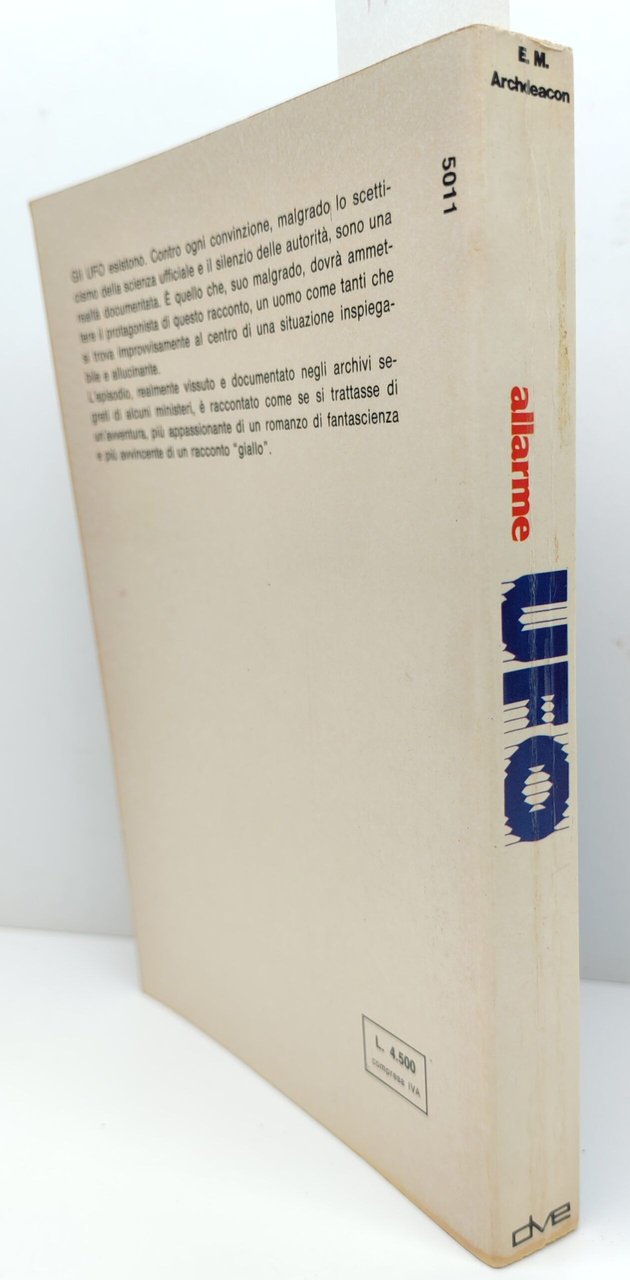 Gli UFO esistono. Contro ogni convinzione, malgrado lo scetti-
cismo della scienza ufficiale e il silenzio delle autorità, sono una
realtà documentata. È quello che, suo malgrado, dovrà ammet-
tere il protagonista di questo racconto, un uomo come tanti che
si trova improvvisamente al centro di una situazione inspiega-
bile e allucinante.
L'episodio, realmente vissuto e documentato negli archivi se-
greti di alcuni ministeri, è raccontato come se si trattasse di
un'avventura, più appassionante di un romanzo di fantascienza
e più avvincente di un racconto "giallo".
5011
L. 4.500
compresa IVA
E. M.
Archdeacon
allarme
UFO
dve